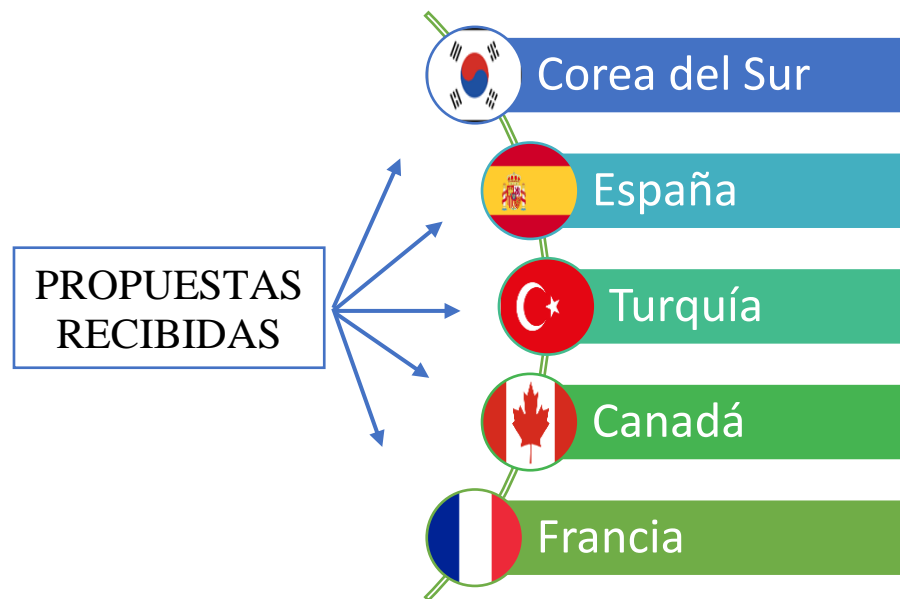 PROPUESTAS
RECIBIDAS
Corea del Sur
España
Turquía
Canadá
Francia